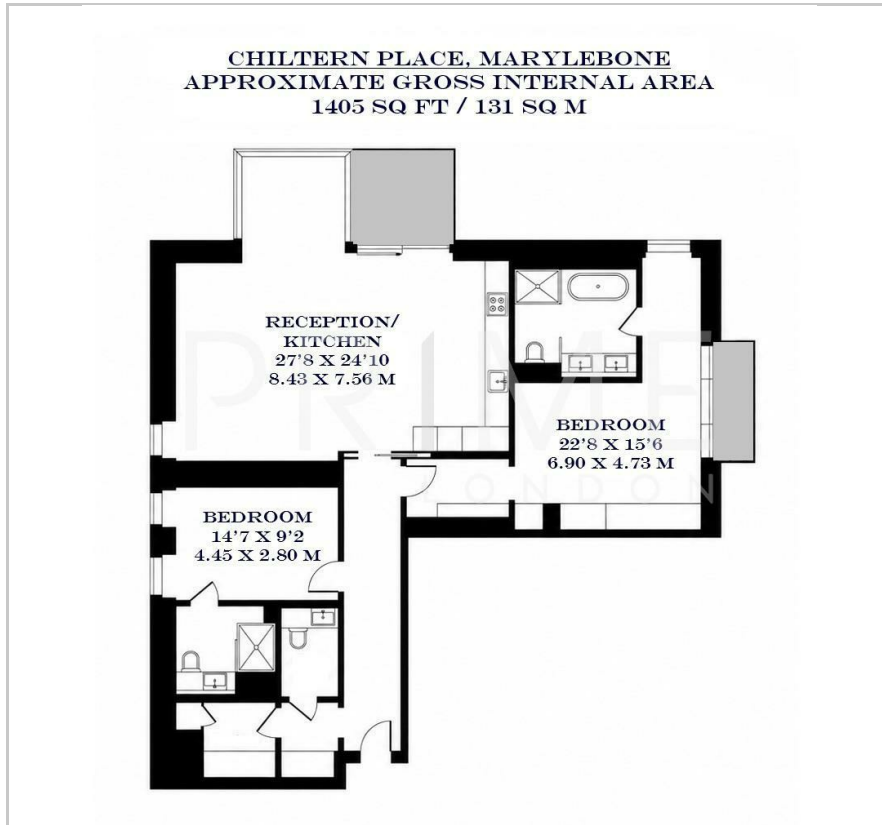 CHILTERN PLACE, MARYLEBONE
APPROXIMATE GROSS INTERNAL AREA
1405 SQ FT / 131 SQ M
RECEPTION/
KITCHEN
27'8 X 24'10
8.43 X 7.56 M
PRIME
LONDON
BEDROOM
22'8 X 15'6
6.90 X 4.73 M
BEDROOM
14'7 X 9'2
4.45 X 2.80 M